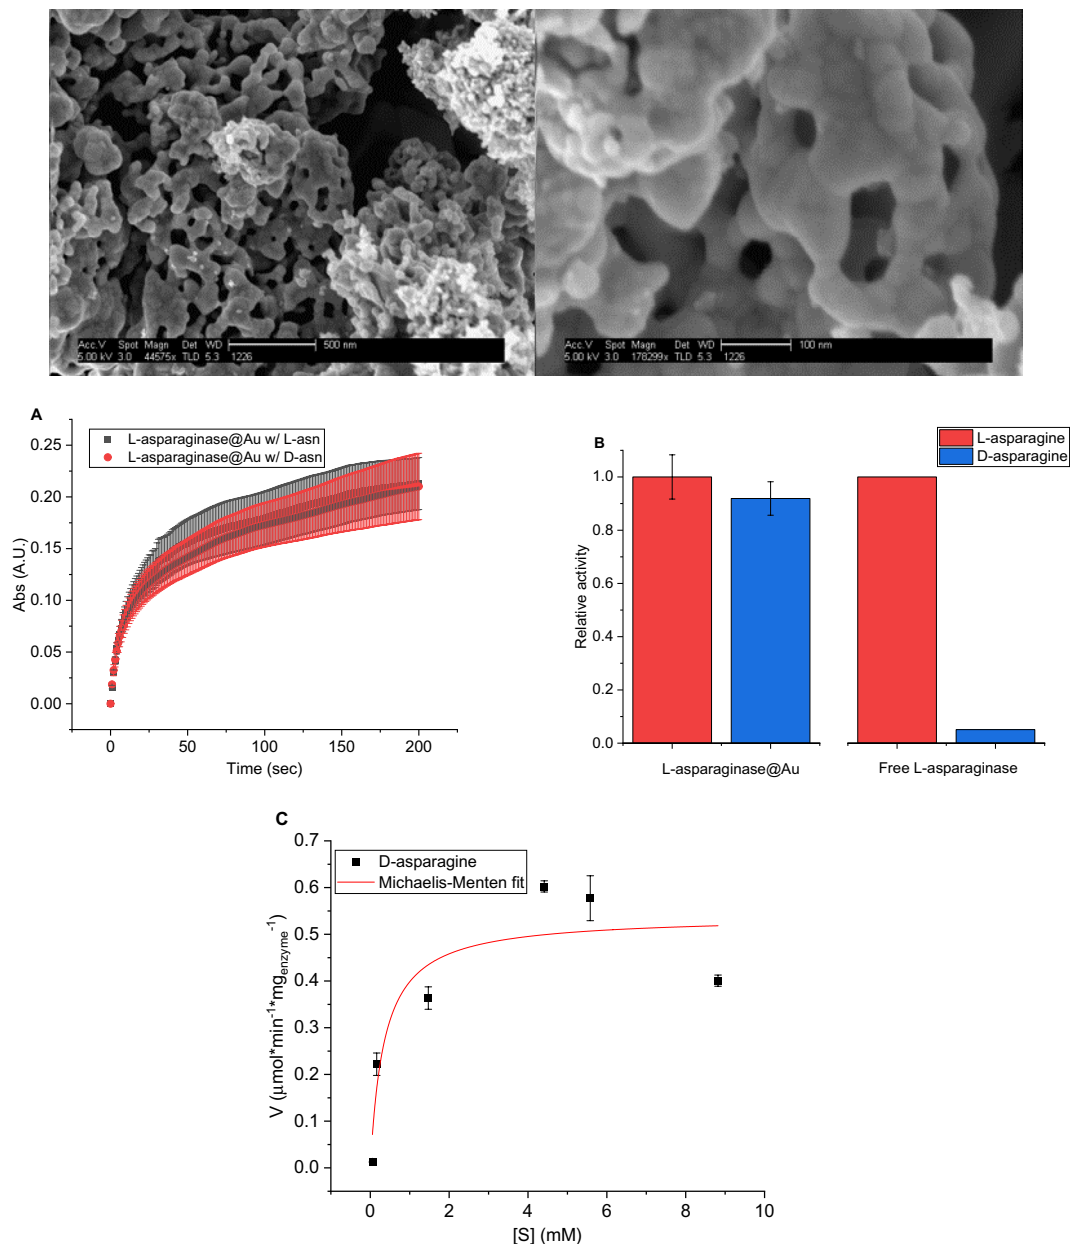 Acc.V Spot Magn Det WD 500 nm
5.00 kV 3.0 44575x TLD 5.3 1226
Acc.V Spot Magn Det WD 100 nm
5.00 kV 3.0 178299x TLD 5.3 1226
A
L-asparaginase@Au w/ L-asn
L-asparaginase@Au w/ D-asn
0.25
0.20
0.15
0.10
0.05
0.00
Abs (A.U.)
0 50 100 150 200
Time (sec)
B
L-asparagine
D-asparagine
1.0
0.8
0.6
0.4
0.2
0.0
Relative activity
L-asparaginase@Au
Free L-asparaginase
C
D-asparagine
Michaelis-Menten fit
0.7
0.6
0.5
0.4
0.3
0.2
0.1
0.0
V (μmol*min⁻¹*mg_enzyme⁻¹)
0 2 4 6 8 10
[S] (mM)